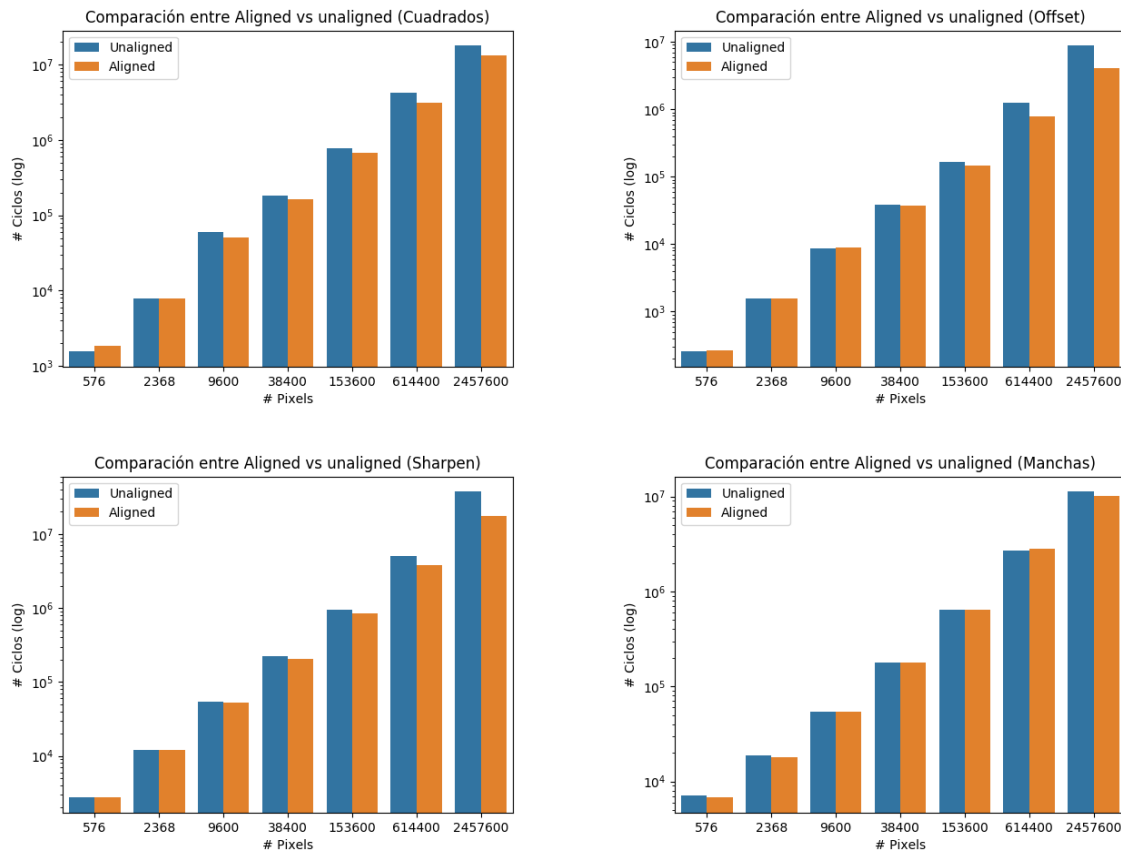 Comparación entre Aligned vs unaligned (Cuadrados)
Unaligned
Aligned
# Ciclos (log)
10^7
10^6
10^5
10^4
10^3
576 2368 9600 38400 153600 614400 2457600
# Pixels
Comparación entre Aligned vs unaligned (Offset)
Unaligned
Aligned
# Ciclos (log)
10^7
10^6
10^5
10^4
10^3
576 2368 9600 38400 153600 614400 2457600
# Pixels
Comparación entre Aligned vs unaligned (Sharpen)
Unaligned
Aligned
# Ciclos (log)
10^7
10^6
10^5
10^4
576 2368 9600 38400 153600 614400 2457600
# Pixels
Comparación entre Aligned vs unaligned (Manchas)
Unaligned
Aligned
# Ciclos (log)
10^7
10^6
10^5
10^4
576 2368 9600 38400 153600 614400 2457600
# Pixels